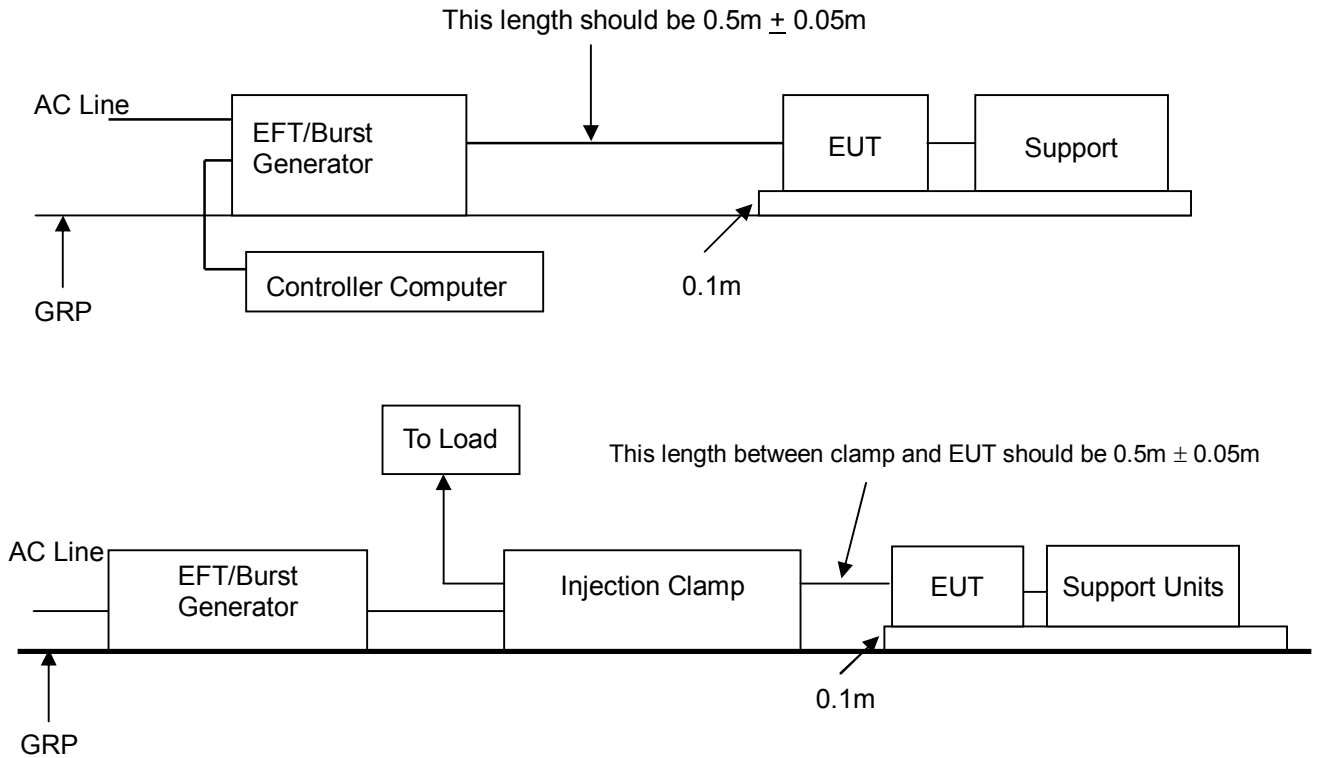 This length should be 0.5m ± 0.05m
AC Line
EFT/Burst
Generator
EUT
Support
Controller Computer
0.1m
GRP
To Load
This length between clamp and EUT should be 0.5m ± 0.05m
AC Line
EFT/Burst
Generator
Injection Clamp
EUT
Support Units
0.1m
GRP